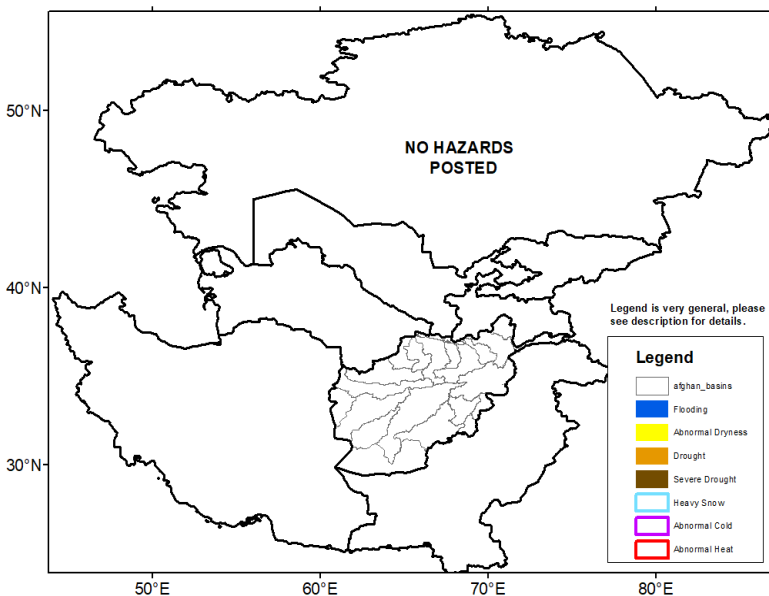 50°N
NO HAZARDS
POSTED
40°N
Legend is very general, please
see description for details.
Legend
afghan_basins
Flooding
Abnormal Dryness
Drought
Severe Drought
Heavy Snow
Abnormal Cold
Abnormal Heat
30°N
50°E
60°E
70°E
80°E